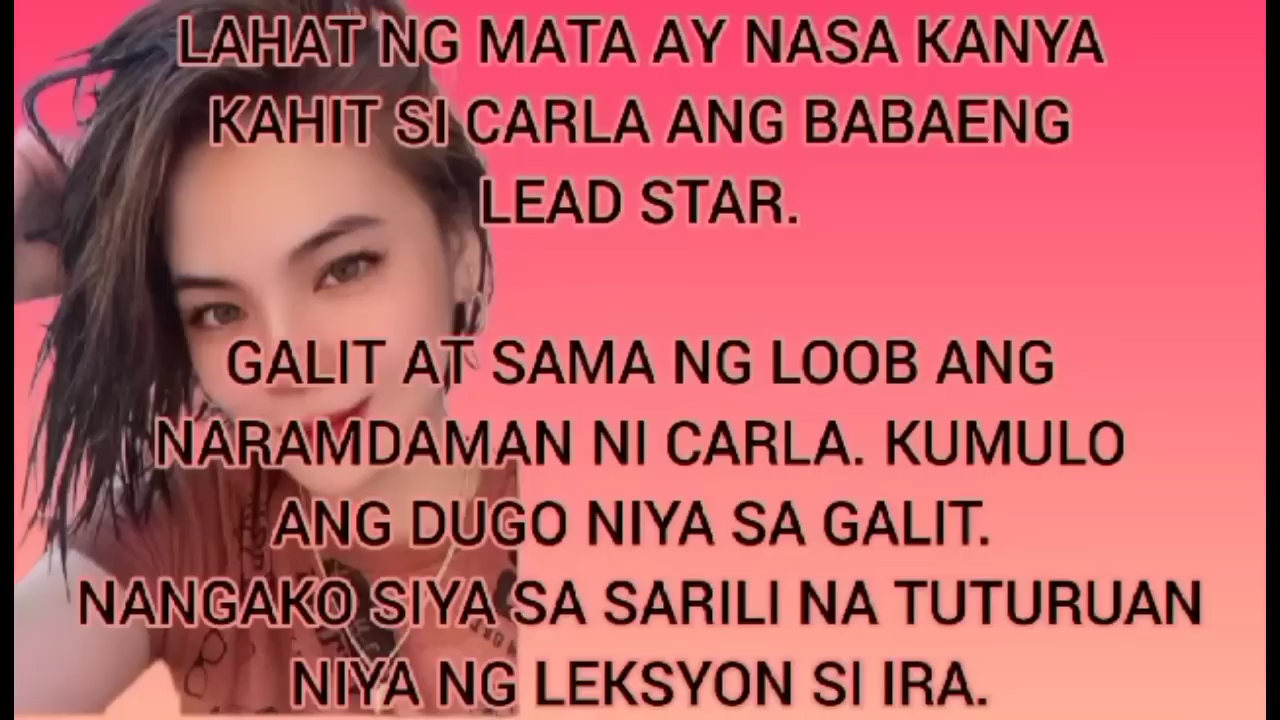 LAHAT NG MATA AY NASA KANYA
KAHIT SI CARLA ANG BABAENG
LEAD STAR.
GALIT AT SAMA NG LOOB ANG
NARAMDAMAN NI CARLA. KUMULO
ANG DUGO NIYA SA GALIT.
NANGAKO SIYA SA SARILI NA TUTURUAN
NIYA NG LEKSYON SI IRA.